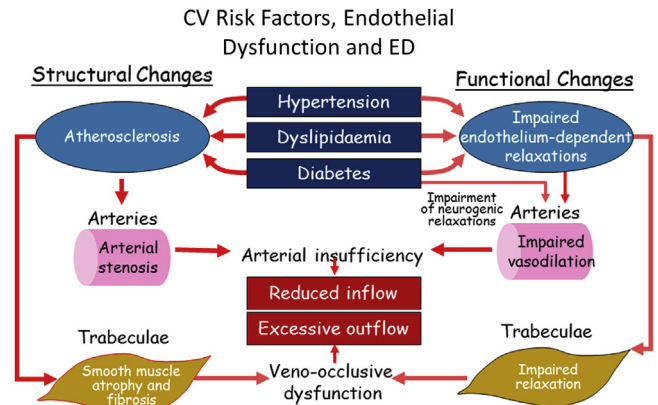 CV Risk Factors, Endothelial
Dysfunction and ED
Structural Changes
Functional Changes
Hypertension
Dyslipidaemia
Diabetes
Atherosclerosis
Impaired
endothelium-dependent
relaxations
Impairment
of neurogenic
relaxations
Arteries
Arterial
stenosis
Arteries
Impaired
vasodilation
Arterial insufficiency
Reduced inflow
Excessive outflow
Trabeculae
Smooth muscle
atrophy and
fibrosis
Veno-occlusive
dysfunction
Trabeculae
Impaired
relaxation